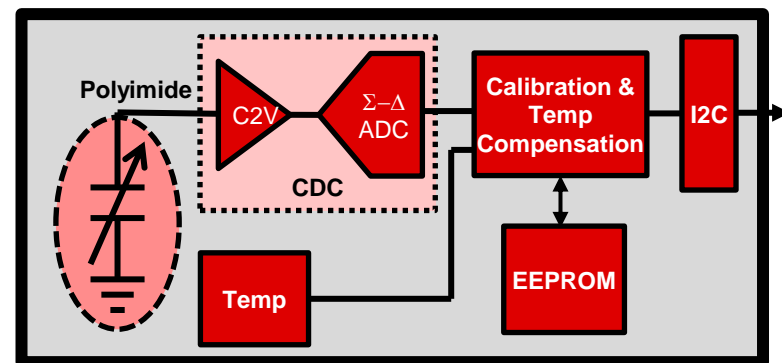 Polyimide
C2V
Σ−Δ
ADC
CDC
Calibration &
Temp
Compensation
I2C
Temp
EEPROM